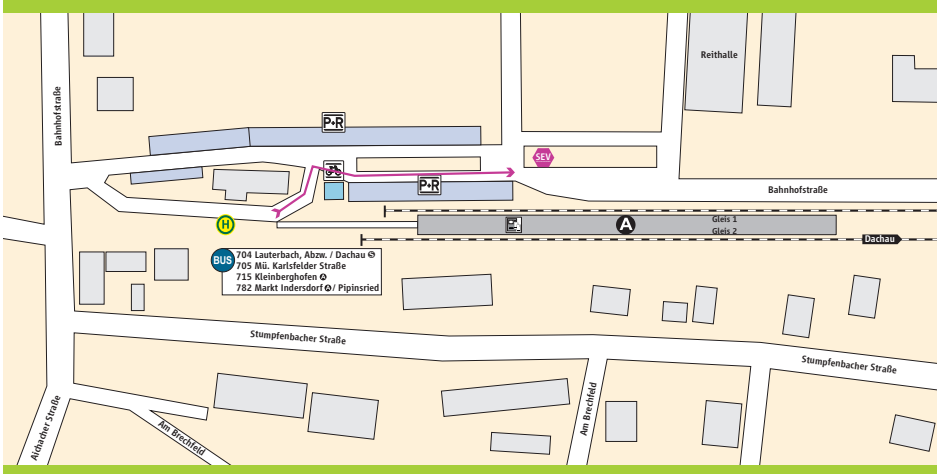 Reithalle
Bahnhofstraße
P+R
SEV
P+R
Bahnhofstraße
H
A
Gleis 1
Gleis 2
Dachau
BUS
704 Lauterbach, Abzw. / Dachau S
705 Mü. Karlsfelder Straße
715 Kleinberghofen A
782 Markt Indersdorf A / Pipinsried
Stumpfenbacher Straße
Stumpfenbacher Straße
Aichacher Straße
Am Brechfeld
Am Brechfeld